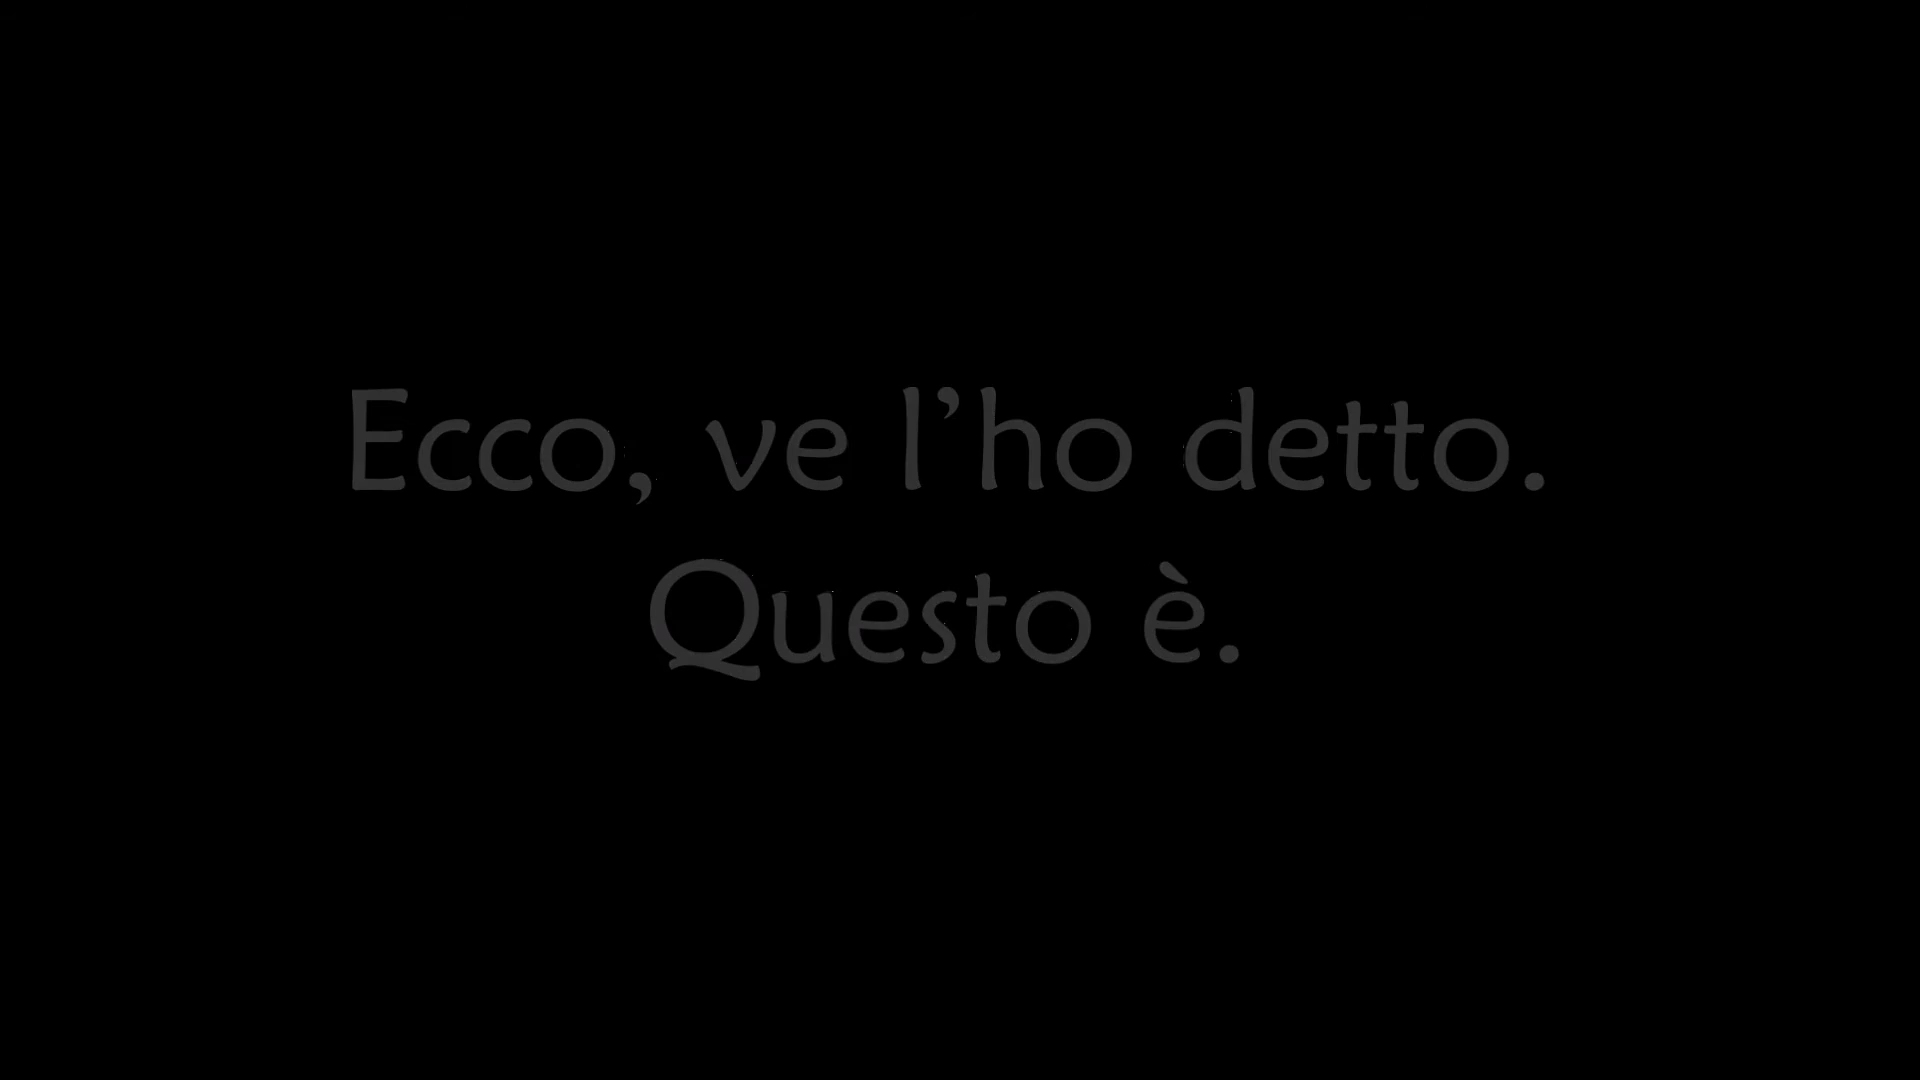 Ecco, ve l’ho detto.
Questo è.